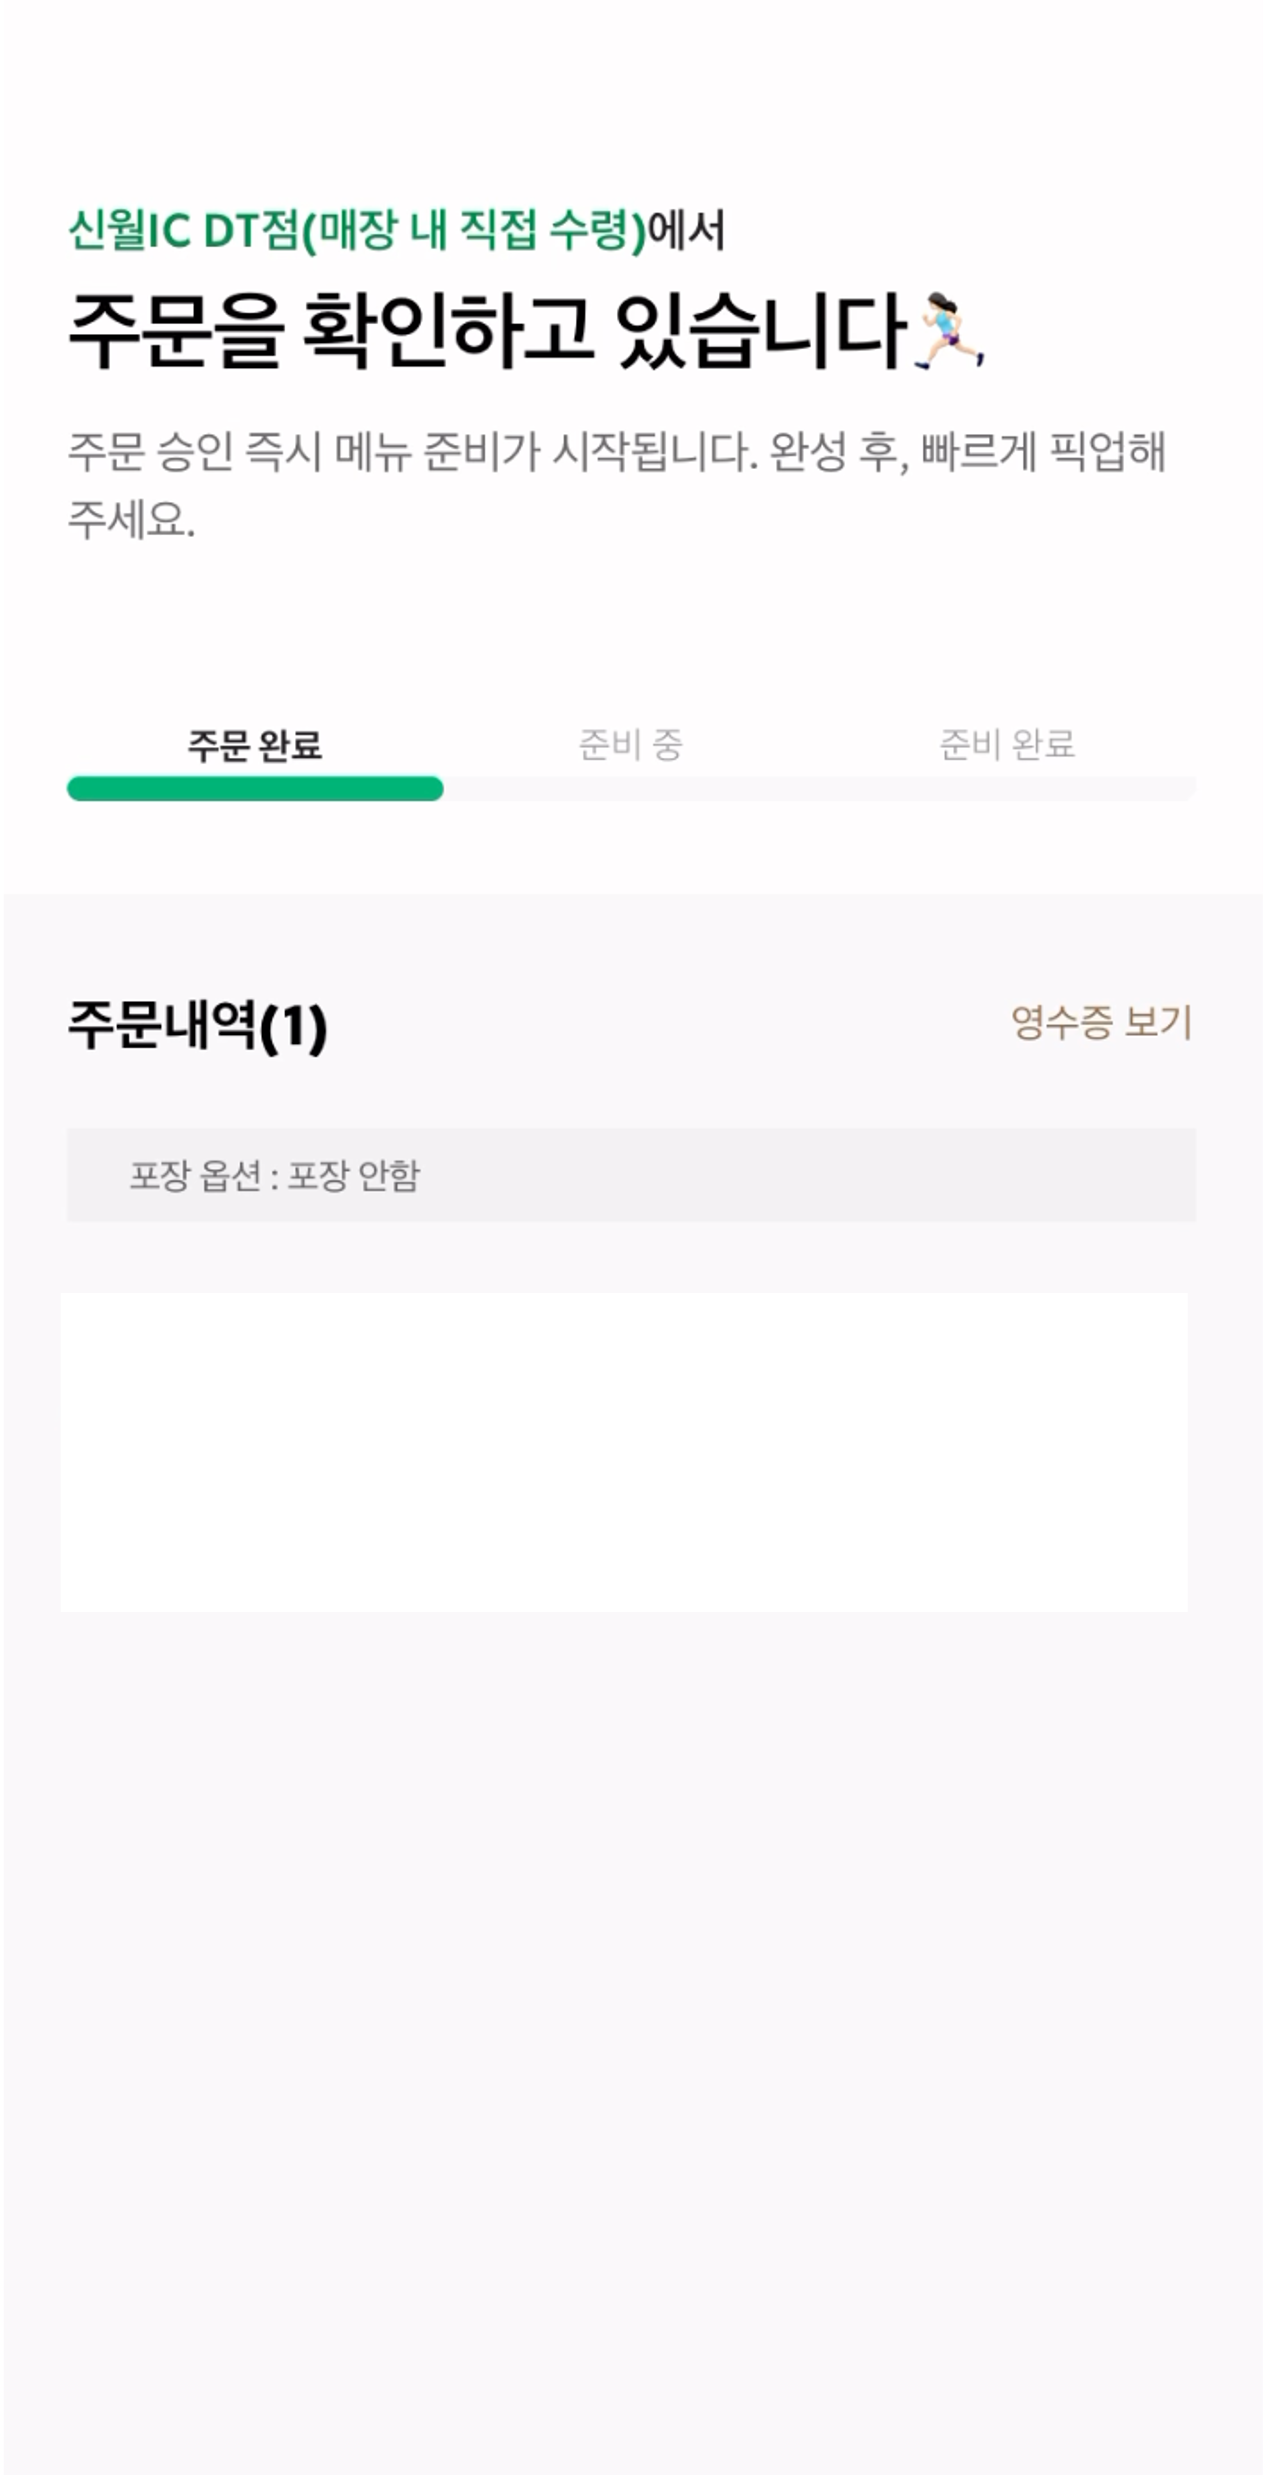 신월IC DT점(매장 내 직접 수령)에서
주문을 확인하고 있습니다
주문 승인 즉시 메뉴 준비가 시작됩니다. 완성 후, 빠르게 픽업해
주세요.
주문 완료
준비 중
준비 완료
주문내역(1)
영수증 보기
포장 옵션 : 포장 안함